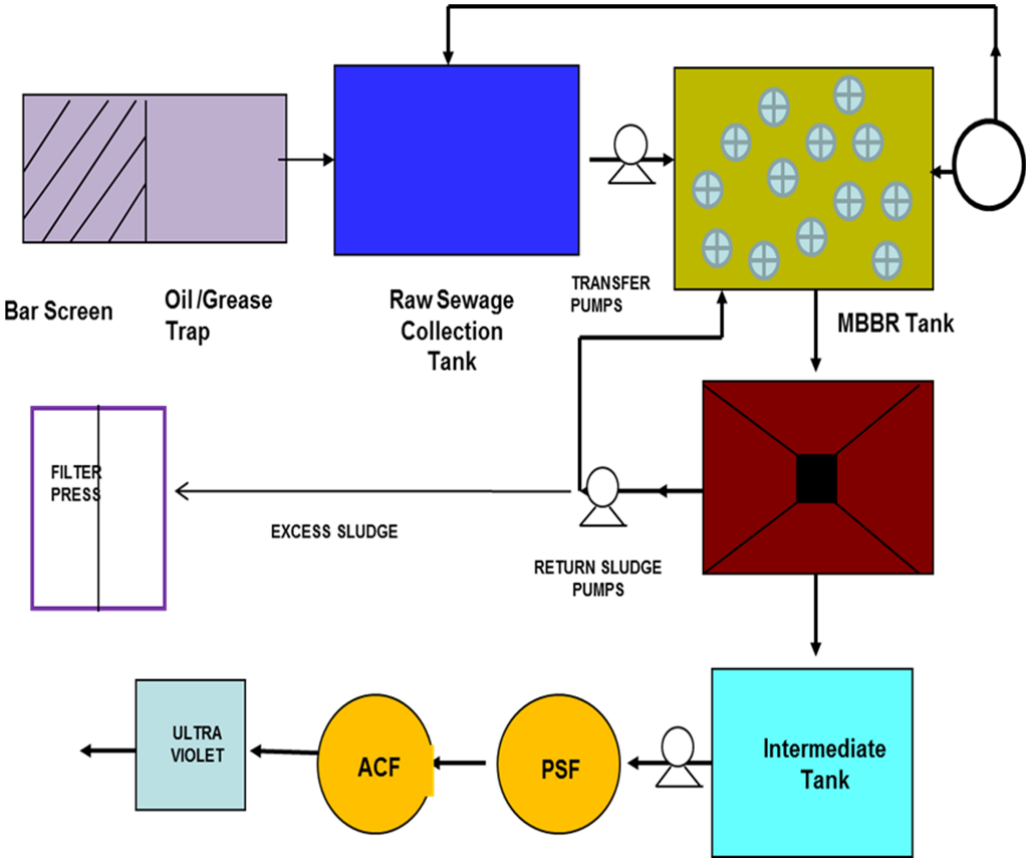 Bar Screen
Oil /Grease
Trap
Raw Sewage
Collection
Tank
TRANSFER
PUMPS
MBBR Tank
FILTER
PRESS
EXCESS SLUDGE
RETURN SLUDGE
PUMPS
ULTRA
VIOLET
ACF
PSF
Intermediate
Tank